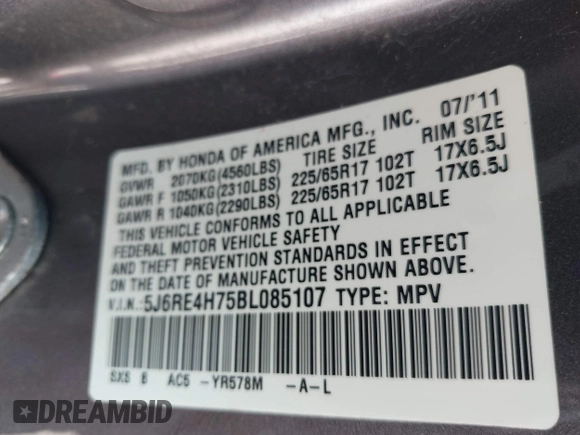 MFD. BY HONDA OF AMERICA MFG., INC. 07/'11
GVWR 2070KG(4560LBS) TIRE SIZE RIM SIZE
GAWR F 1050KG(2310LBS) 225/65R17 102T 17X6.5J
GAWR R 1040KG(2290LBS) 225/65R17 102T 17X6.5J
THIS VEHICLE CONFORMS TO ALL APPLICABLE
FEDERAL MOTOR VEHICLE SAFETY
AND THEFT PREVENTION STANDARDS IN EFFECT
ON THE DATE OF MANUFACTURE SHOWN ABOVE.
V.I.N.:5J6RE4H75BL085107 TYPE: MPV
SXS B AC5 -YR578M -A-L
DREAMBID